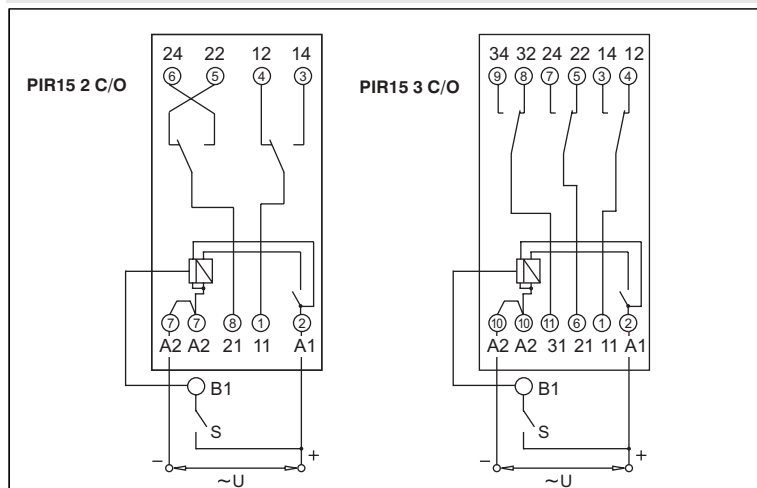 PIR15 2 C/O
24 22 12 14
6 5 4 3
7 7 8 1 2
A2 A2 21 11 A1
B1
S
– +
~U
PIR15 3 C/O
34 32 24 22 14 12
9 8 7 5 3 4
10 10 11 6 1 2
A2 A2 31 21 11 A1
B1
S
– +
~U